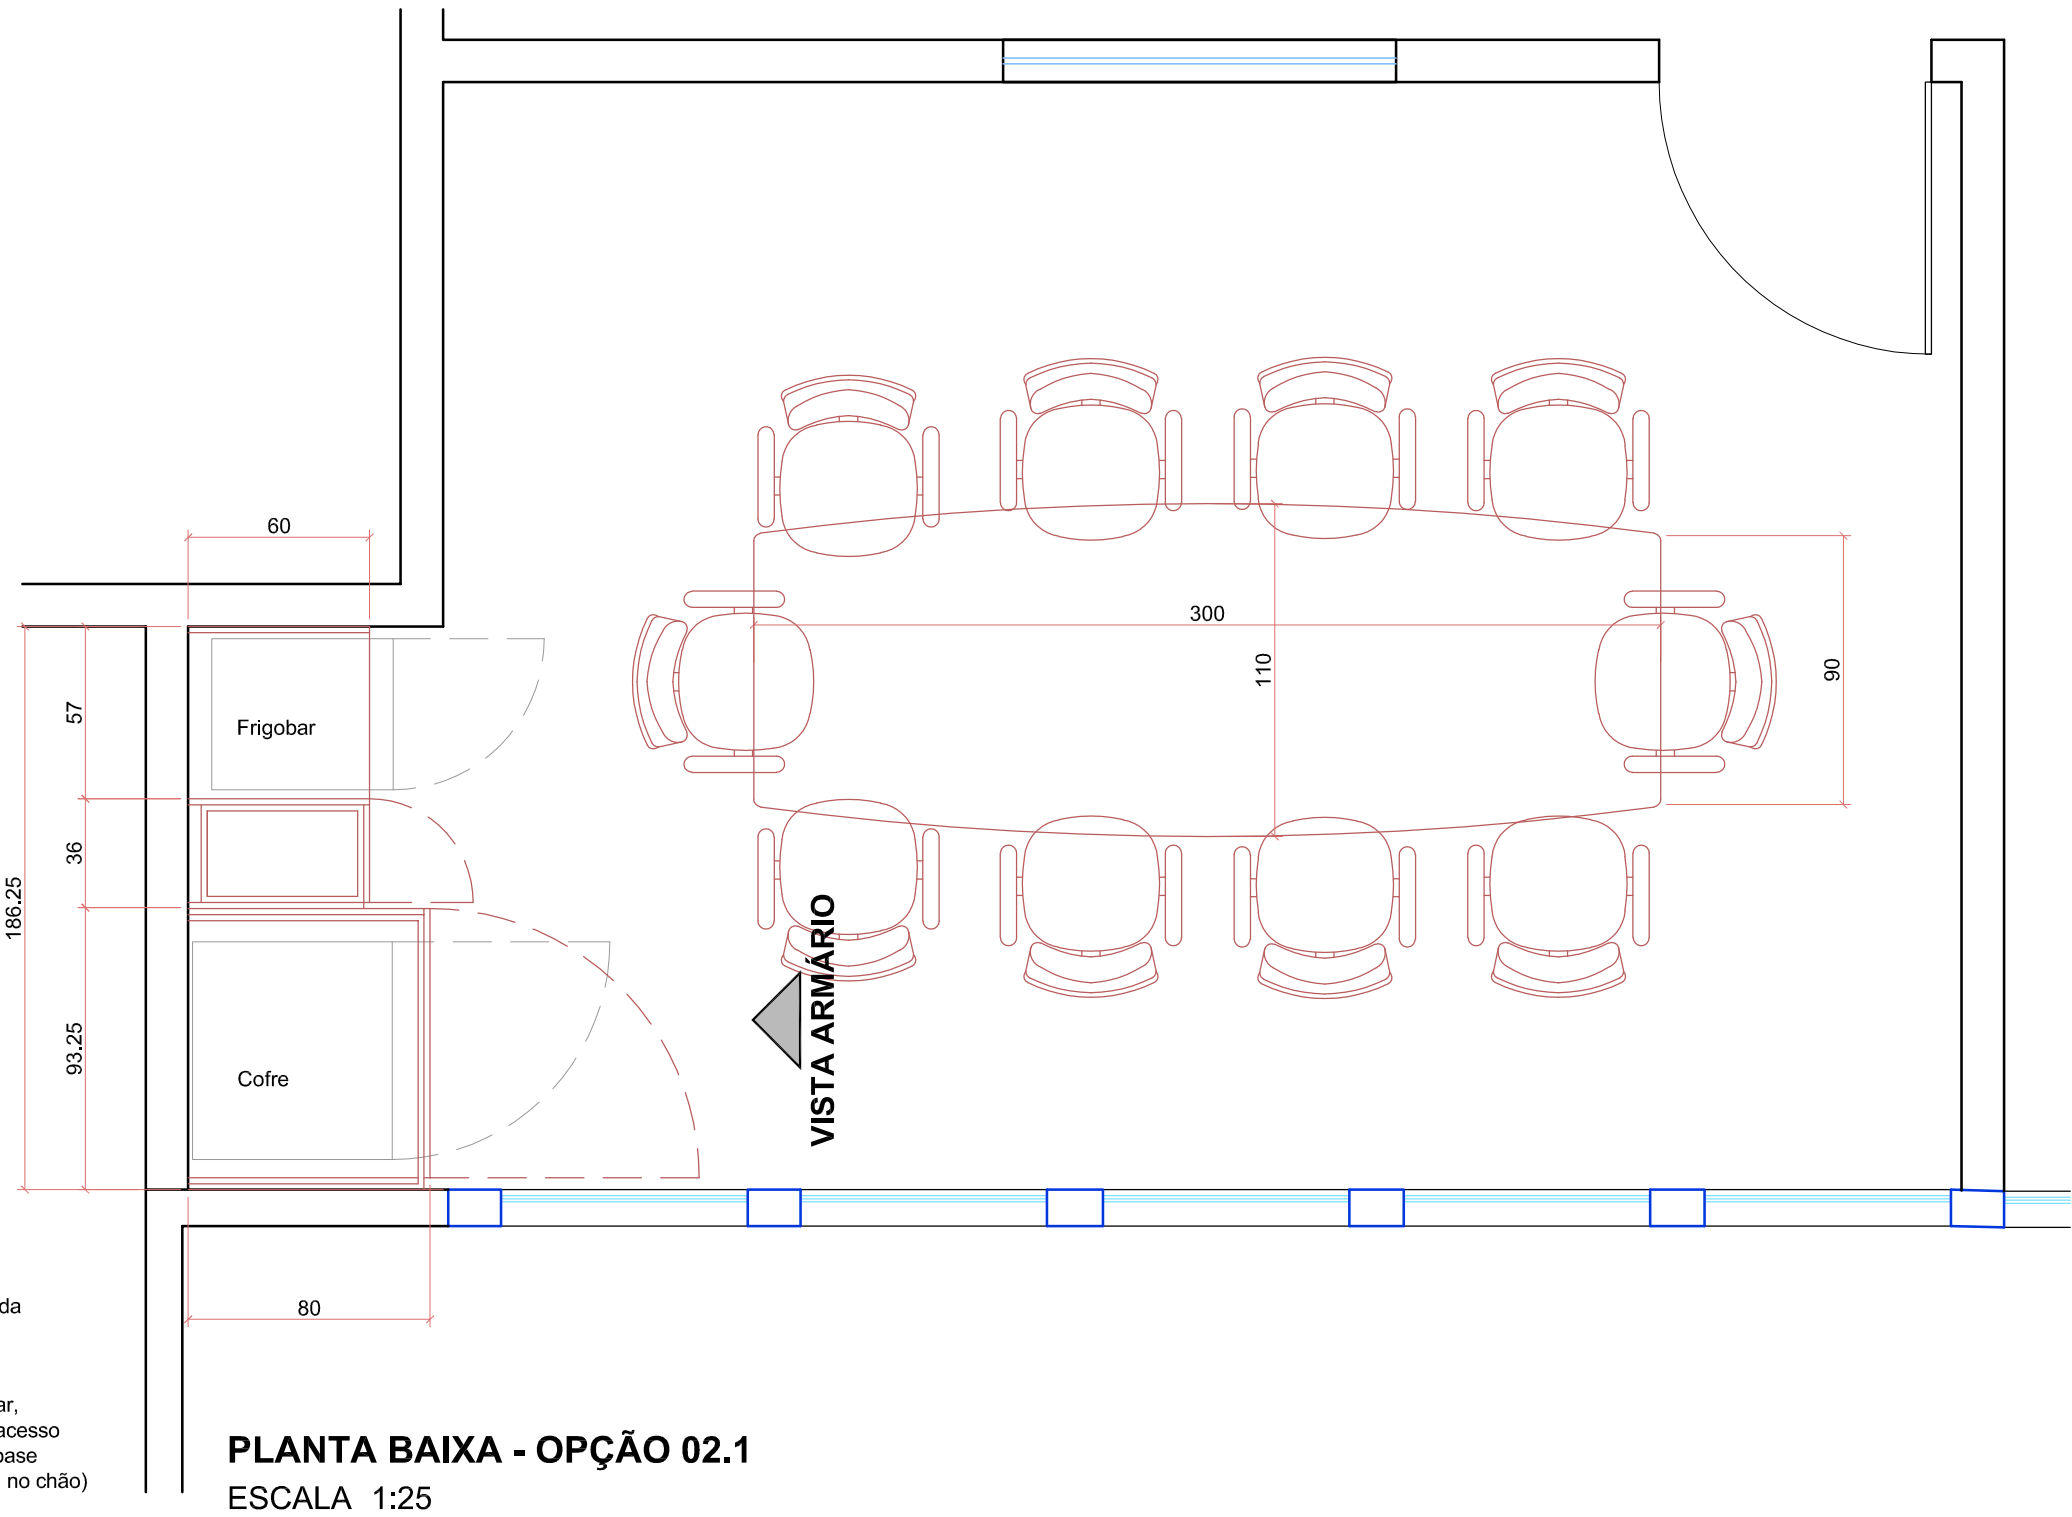 60
300
110
90
57
Frigobar
36
186.25
93.25
Cofre
VISTA ARMÁRIO
80
da
ar,
acesso
base
no chão)
PLANTA BAIXA - OPÇÃO 02.1
ESCALA 1:25